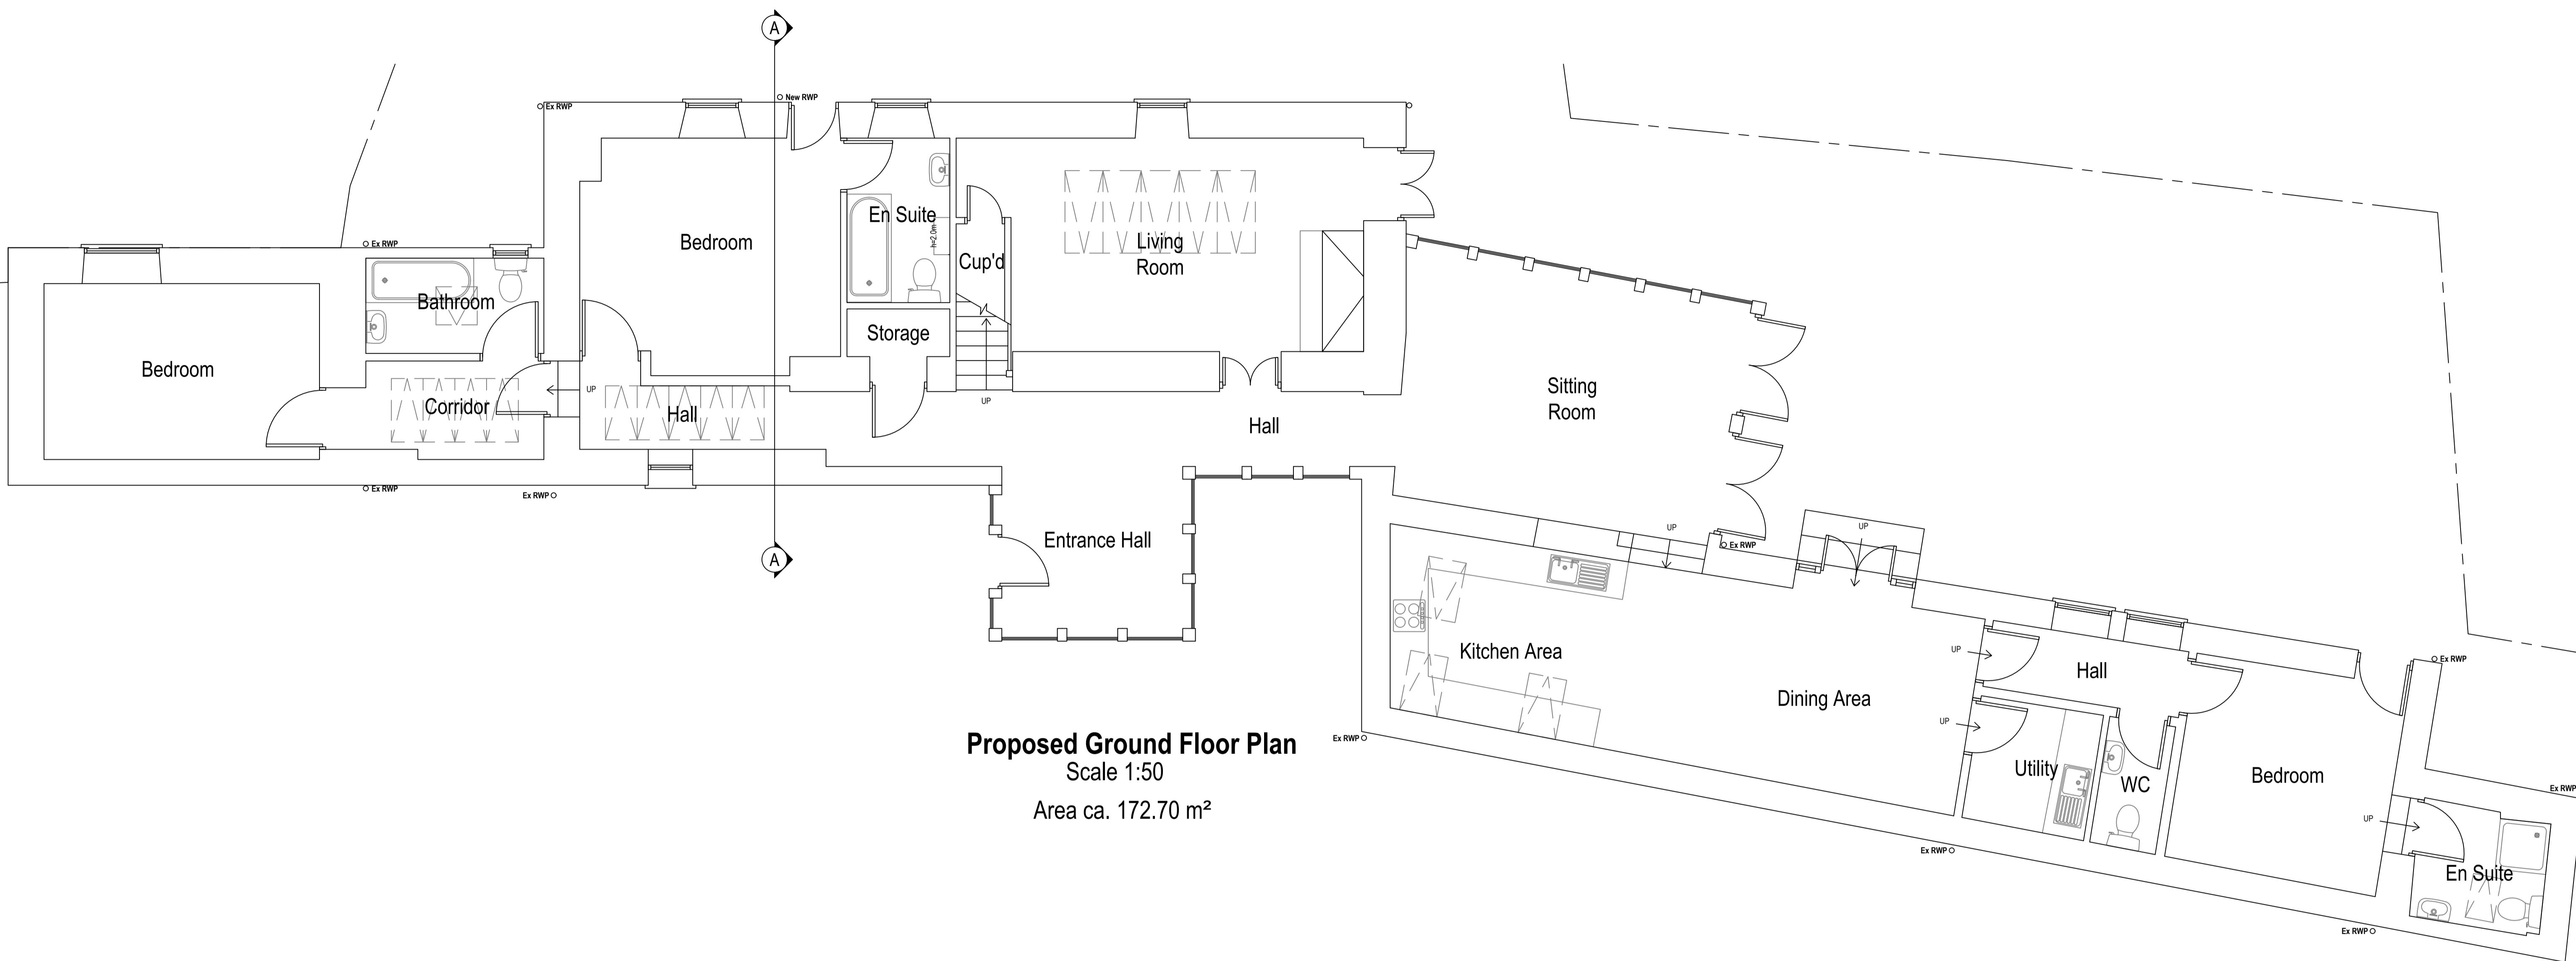 A
Ex RWP
New RWP
Ex RWP
Bedroom
En Suite
h=2.0m
Cup'd
Living
Room
Bathroom
Storage
Bedroom
Corridor
UP
Hall
UP
Hall
Sitting
Room
Ex RWP
Ex RWP
A
Entrance Hall
UP
Ex RWP
UP
Kitchen Area
Dining Area
UP
UP
Hall
Ex RWP
Utility
WC
Bedroom
Ex RWP
UP
En Suite
Proposed Ground Floor Plan
Scale 1:50
Area ca. 172.70 m²
Ex RWP
Ex RWP
Ex RWP